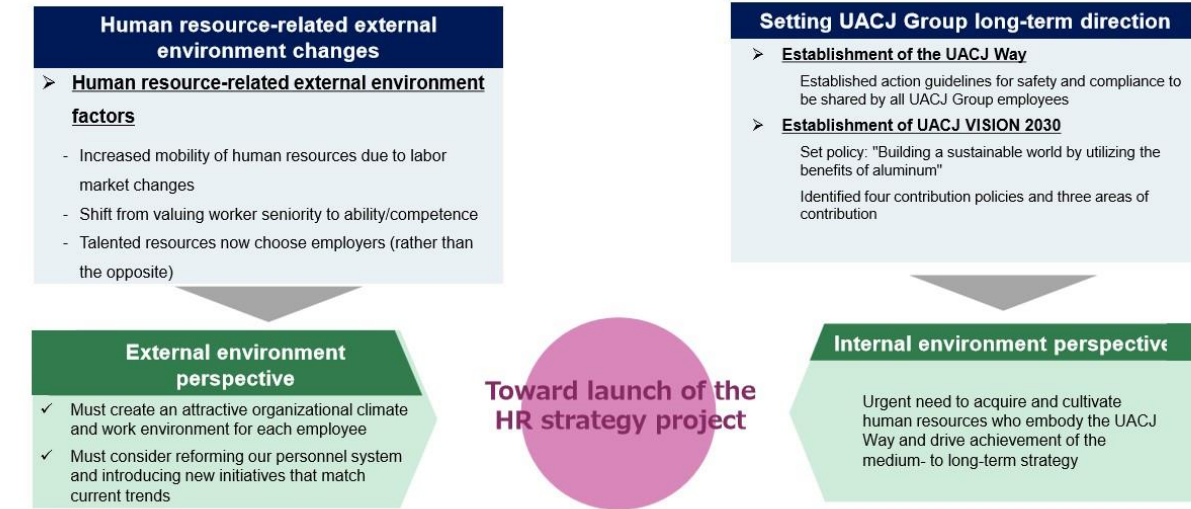 Human resource-related external
environment changes
➢ Human resource-related external environment
factors
- Increased mobility of human resources due to labor
market changes
- Shift from valuing worker seniority to ability/competence
- Talented resources now choose employers (rather than
the opposite)
External environment
perspective
✓ Must create an attractive organizational climate
and work environment for each employee
✓ Must consider reforming our personnel system
and introducing new initiatives that match
current trends
Toward launch of the
HR strategy project
Setting UACJ Group long-term direction
➢ Establishment of the UACJ Way
Established action guidelines for safety and compliance to
be shared by all UACJ Group employees
➢ Establishment of UACJ VISION 2030
Set policy: "Building a sustainable world by utilizing the
benefits of aluminum"
Identified four contribution policies and three areas of
contribution
Internal environment perspective
Urgent need to acquire and cultivate
human resources who embody the UACJ
Way and drive achievement of the
medium- to long-term strategy